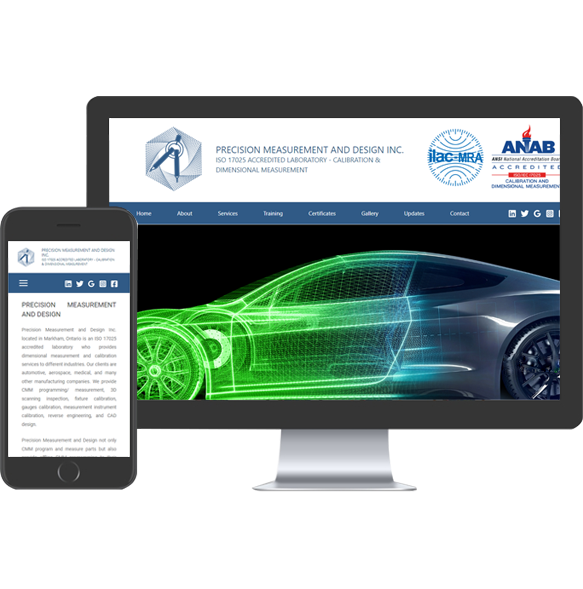 PRECISION MEASUREMENT AND DESIGN INC.
ISO 17025 ACCREDITED LABORATORY - CALIBRATION &
DIMENSIONAL MEASUREMENT
ilac-MRA
ANAB
ANSI National Accreditation Boar
ACCREDITED
ISO/IEC 17025
CALIBRATION AND
DIMENSIONAL MEASUREMENT
Home About Services Training Certificates Gallery Updates Contact
PRECISION MEASUREMENT AND DESIGN
INC.
ISO 17025 ACCREDITED LABORATORY - CALIBRATION
& DIMENSIONAL MEASUREMENT
PRECISION MEASUREMENT
AND DESIGN
Precision Measurement and Design Inc.
located in Markham, Ontario is an ISO 17025
accredited laboratory who provides
dimensional measurement and calibration
services to different industries. Our clients are
automotive, aerospace, medical, and many
other manufacturing companies. We provide
CMM programming/ measurement, 3D
scanning inspection, fixture calibration,
gauges calibration, measurement instrument
calibration, reverse engineering, and CAD
design.
Precision Measurement and Design not only
CMM program and measure parts but also